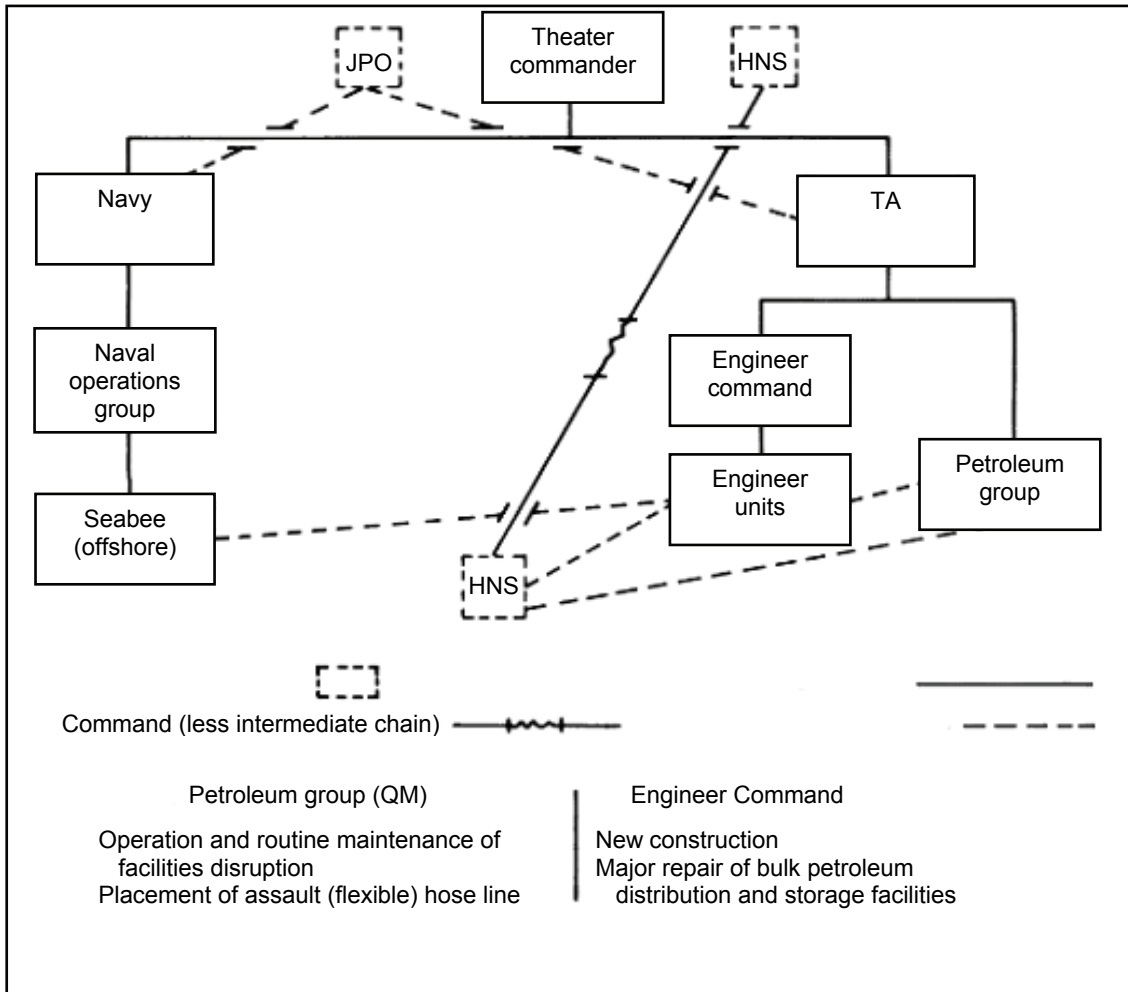 JPO
Theater
commander
HNS
Navy
TA
Naval
operations
group
Engineer
command
Seabee
(offshore)
Engineer
units
Petroleum
group
HNS
Command (less intermediate chain)
Petroleum group (QM)
Operation and routine maintenance of
facilities disruption
Placement of assault (flexible) hose line
Engineer Command
New construction
Major repair of bulk petroleum
distribution and storage facilities